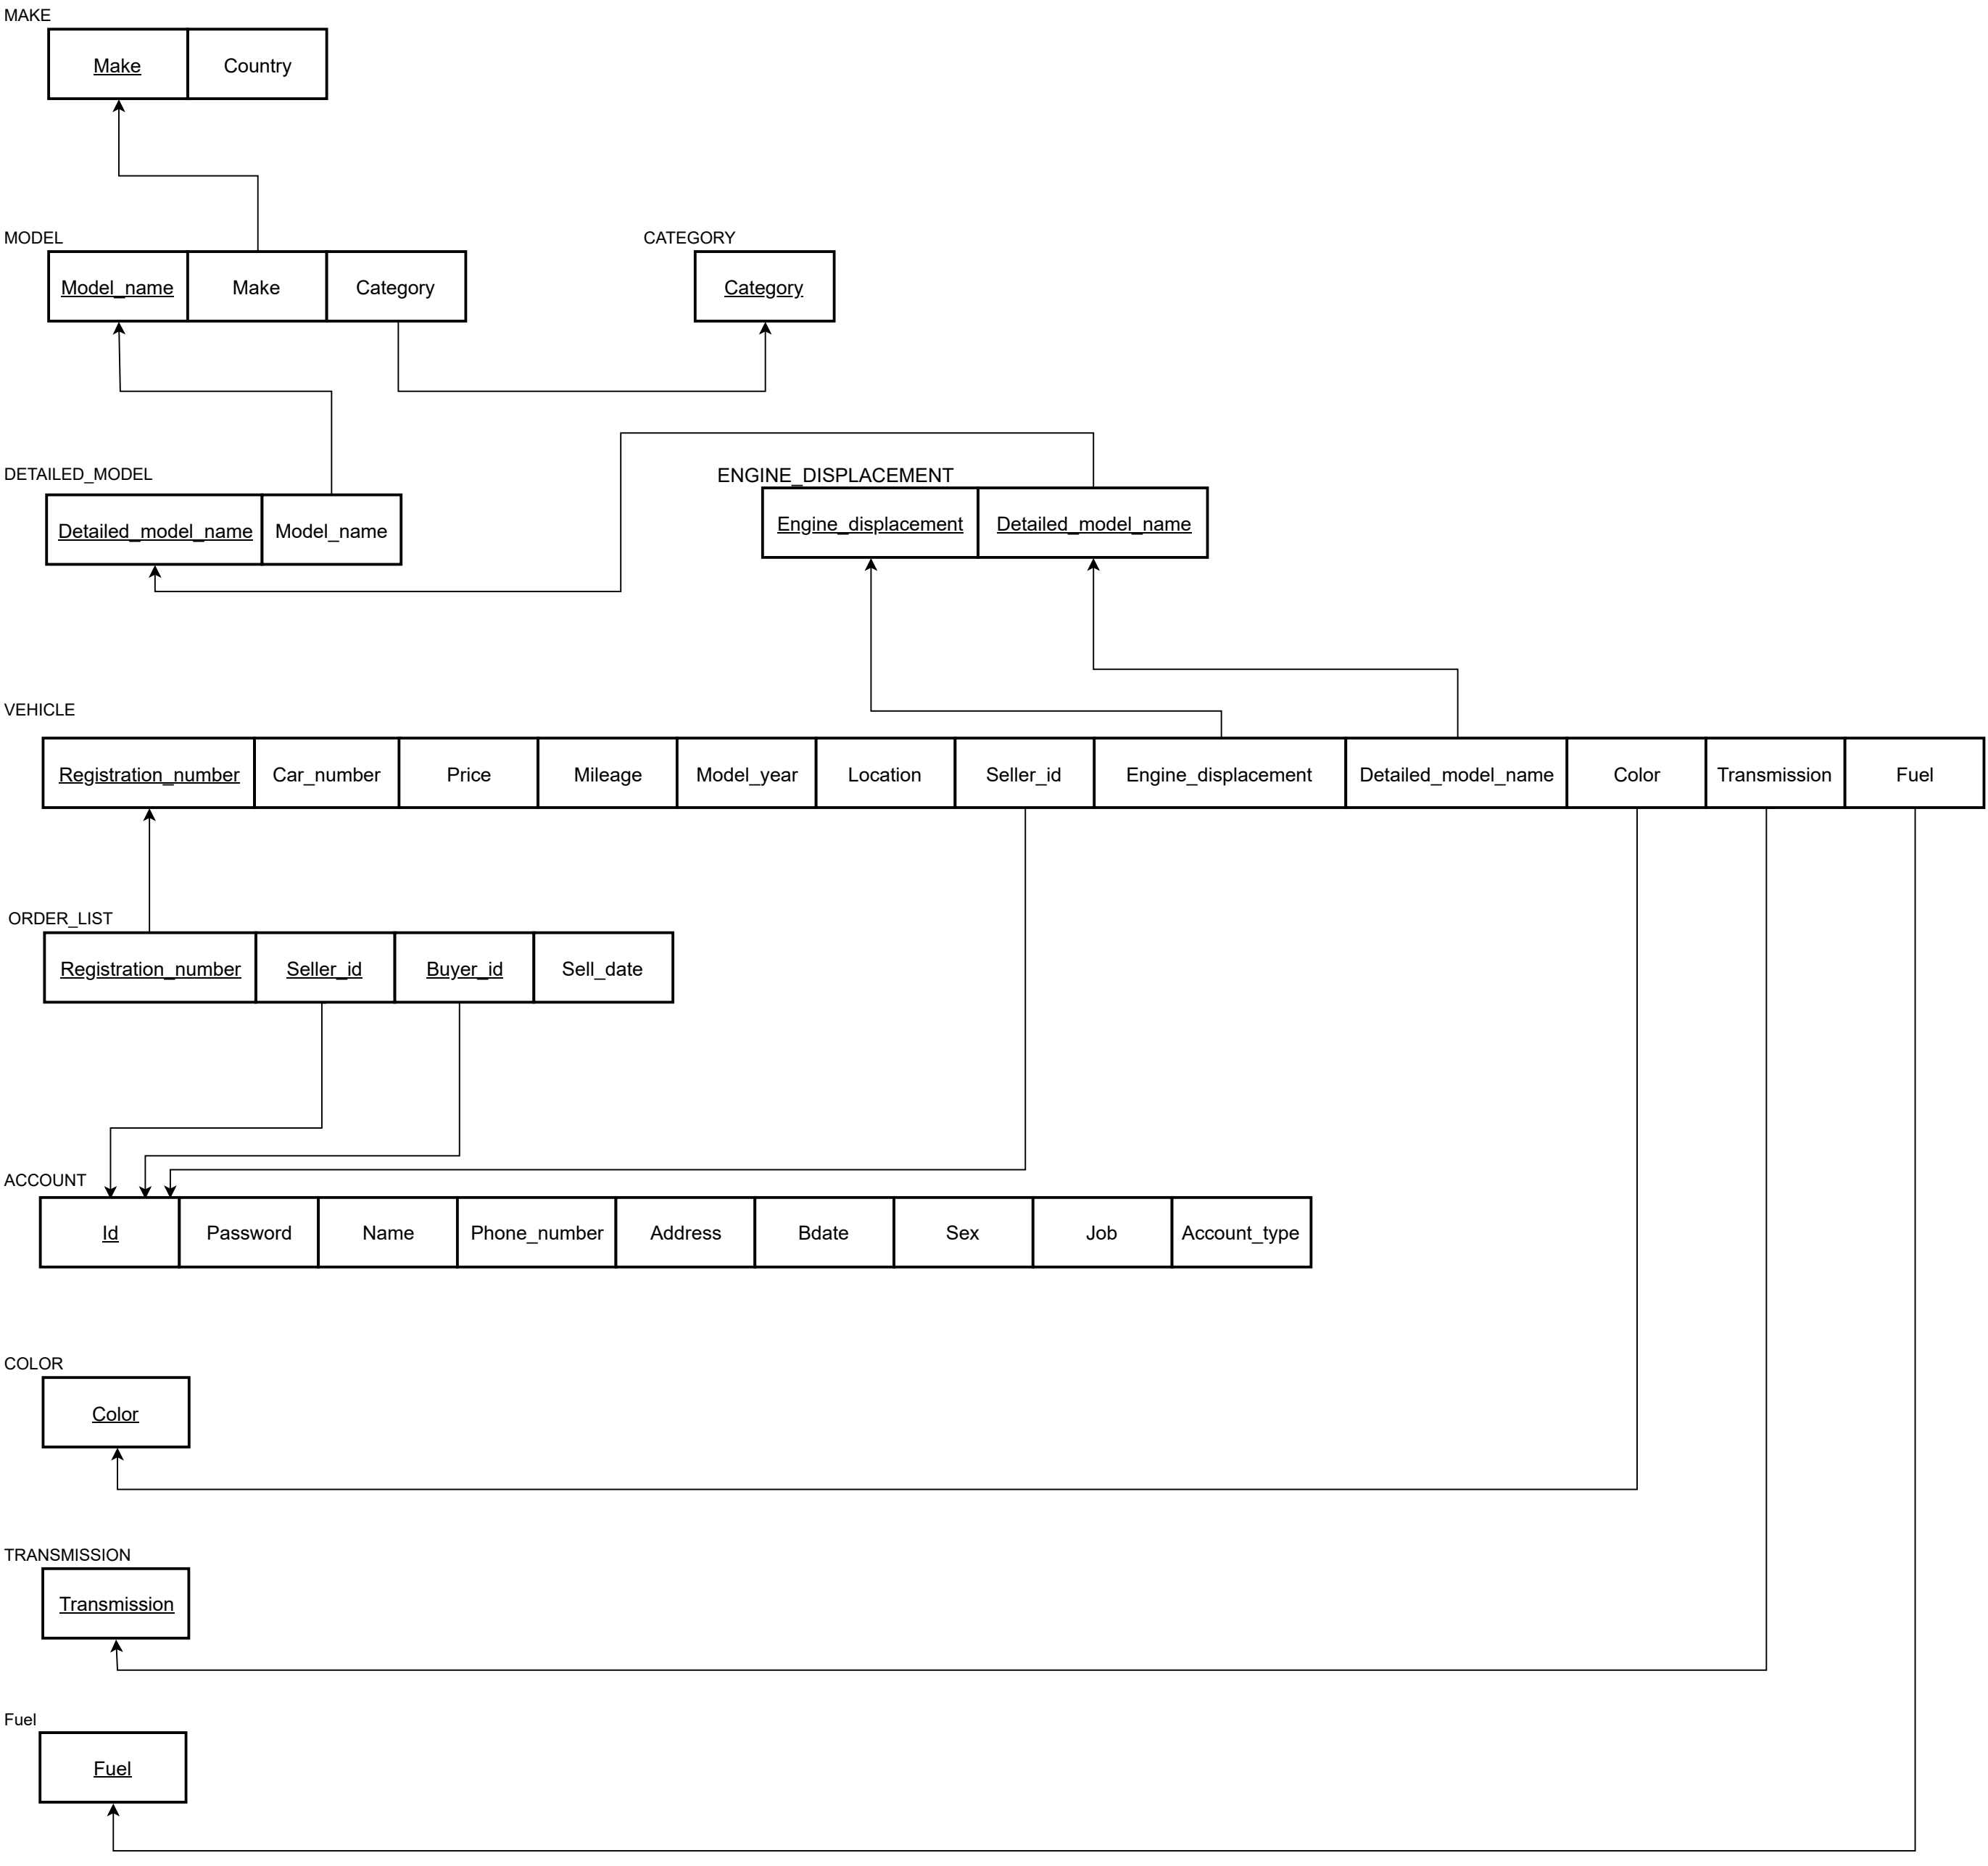 MAKE
Make Country
MODEL
Model_name Make Category
CATEGORY
Category
DETAILED_MODEL
Detailed_model_name Model_name
ENGINE_DISPLACEMENT
Engine_displacement Detailed_model_name
VEHICLE
Registration_number Car_number Price Mileage Model_year Location Seller_id Engine_displacement Detailed_model_name Color Transmission Fuel
ORDER_LIST
Registration_number Seller_id Buyer_id Sell_date
ACCOUNT
Id Password Name Phone_number Address Bdate Sex Job Account_type
COLOR
Color
TRANSMISSION
Transmission
Fuel
Fuel